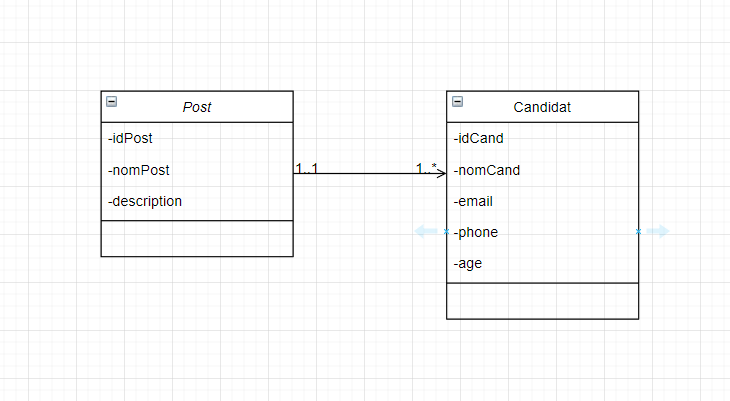 Post
-idPost
-nomPost
-description
1..1
1..*
Candidat
-idCand
-nomCand
-email
-phone
-age